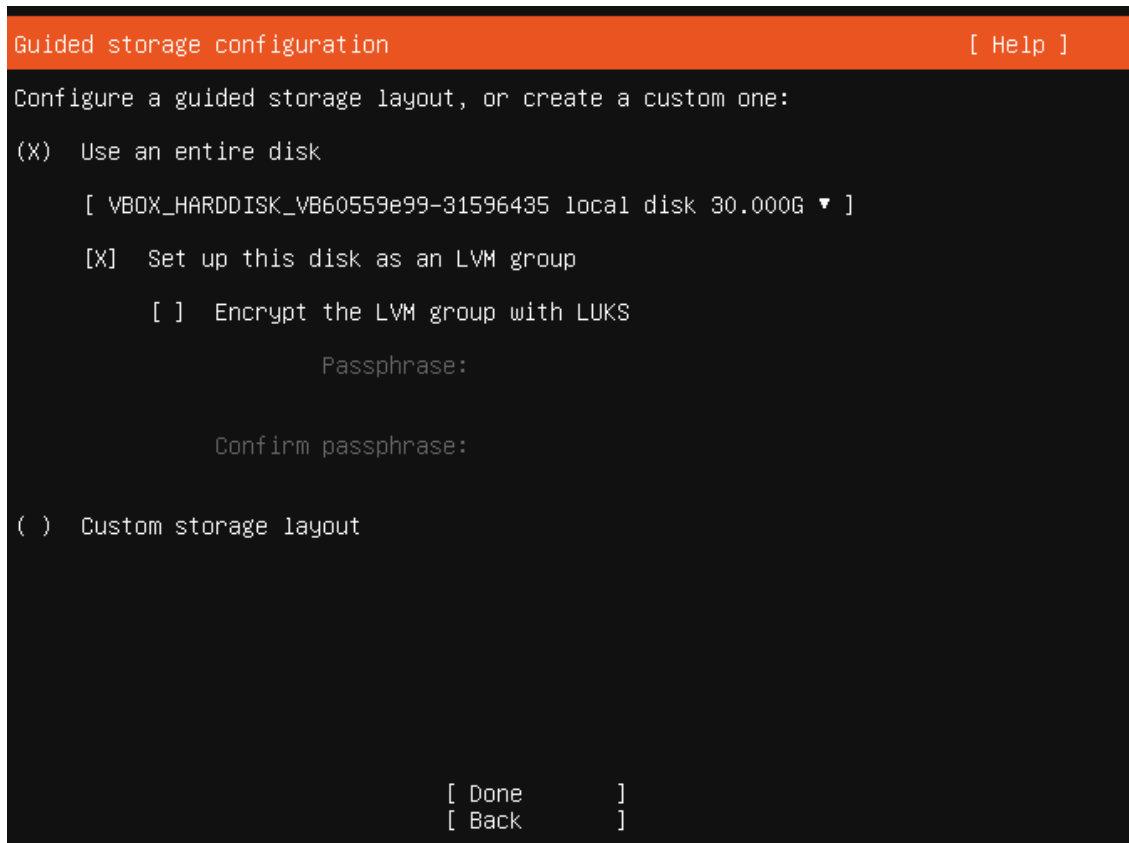 Guided storage configuration [ Help ]
Configure a guided storage layout, or create a custom one:
(X) Use an entire disk
[ VBOX_HARDDISK_VB60559e99-31596435 local disk 30.000G ▾ ]
[X] Set up this disk as an LVM group
[ ] Encrypt the LVM group with LUKS
Passphrase:
Confirm passphrase:
( ) Custom storage layout
[ Done ]
[ Back ]